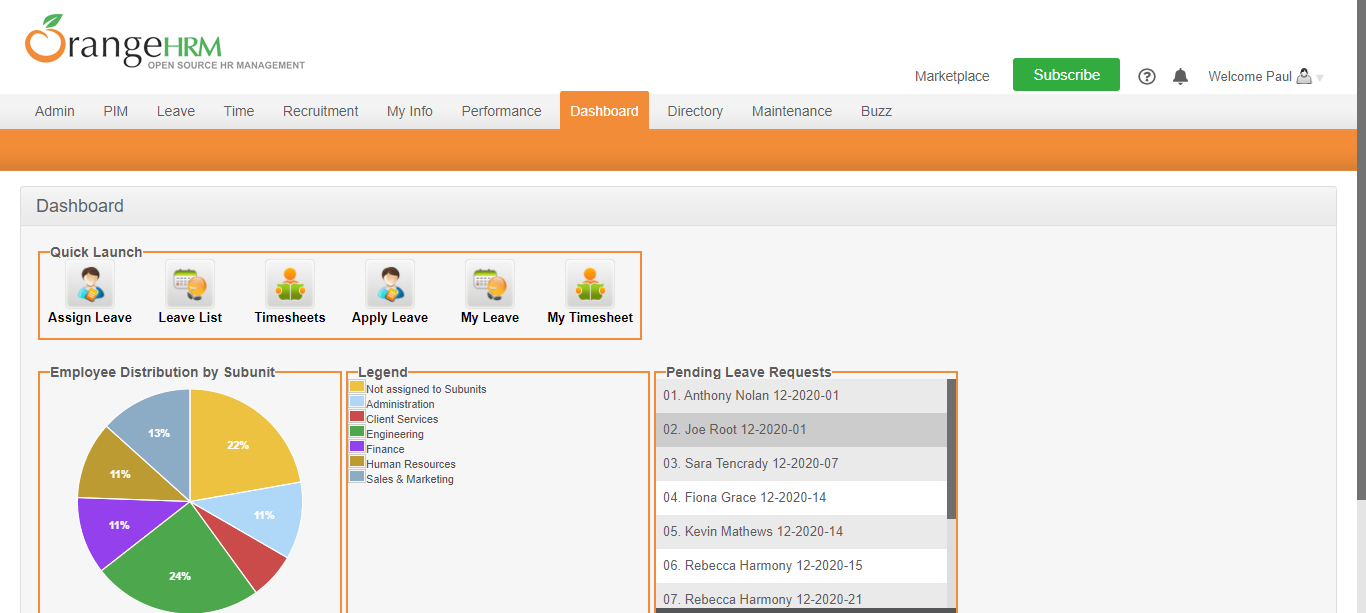 OrangeHRM
OPEN SOURCE HR MANAGEMENT
Marketplace
Subscribe
Welcome Paul
Admin PIM Leave Time Recruitment My Info Performance Dashboard Directory Maintenance Buzz
Dashboard
Quick Launch
Assign Leave Leave List Timesheets Apply Leave My Leave My Timesheet
Employee Distribution by Subunit
22%
11%
24%
11%
11%
13%
Legend
Not assigned to Subunits
Administration
Client Services
Engineering
Finance
Human Resources
Sales & Marketing
Pending Leave Requests
01. Anthony Nolan 12-2020-01
02. Joe Root 12-2020-01
03. Sara Tencrady 12-2020-07
04. Fiona Grace 12-2020-14
05. Kevin Mathews 12-2020-14
06. Rebecca Harmony 12-2020-15
07. Rebecca Harmony 12-2020-21